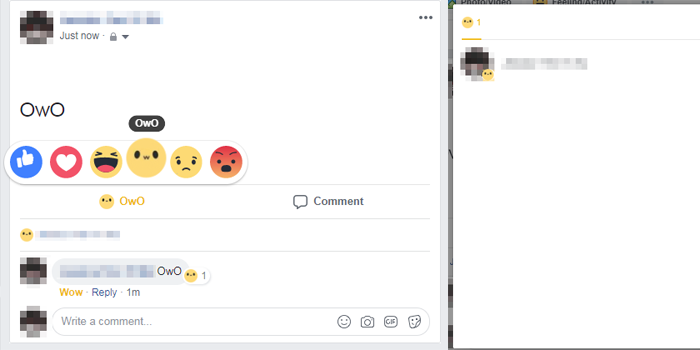 Just now ·
OwO
OwO
OwO
Comment
OwO
1
Wow · Reply · 1m
Write a comment...
GIF
Photo/Video
Feeling/Activity
1